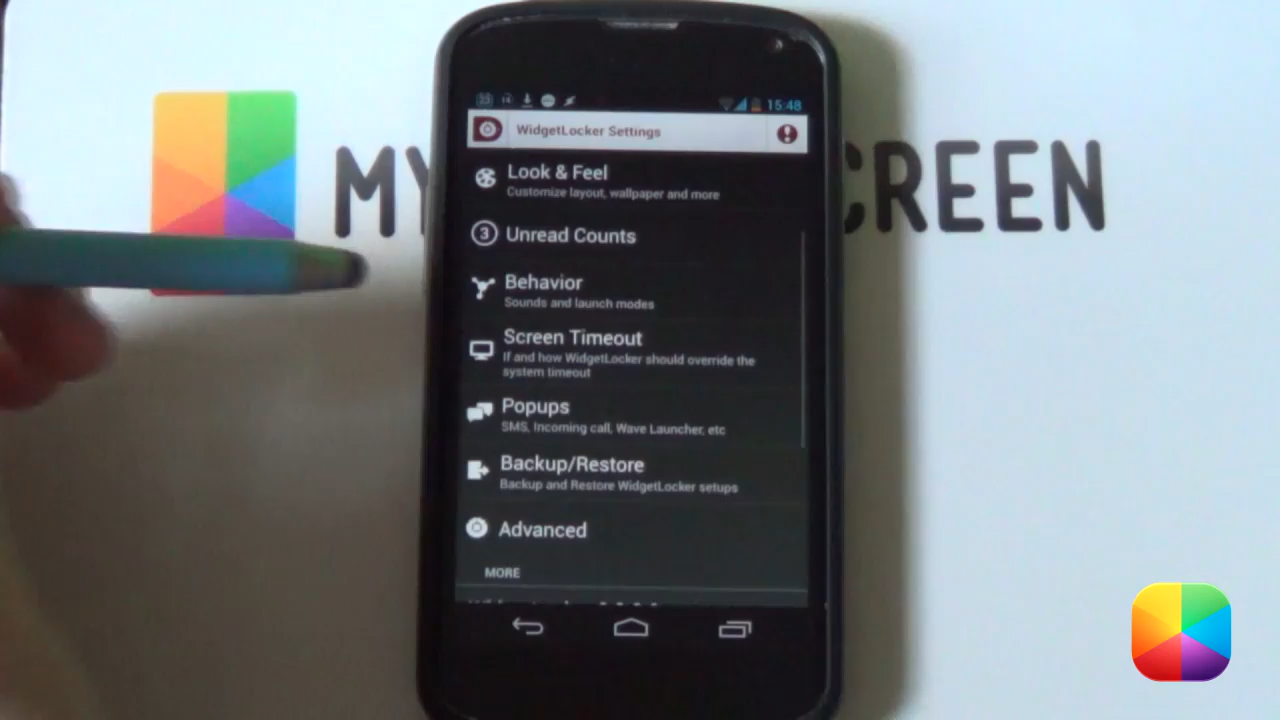 15:48
WidgetLocker Settings
MY
CREEN
Look & Feel
Customize layout, wallpaper and more
3
Unread Counts
Behavior
Sounds and launch modes
Screen Timeout
If and how WidgetLocker should override the
system timeout
Popups
SMS, Incoming call, Wave Launcher, etc
Backup/Restore
Backup and Restore WidgetLocker setups
Advanced
MORE